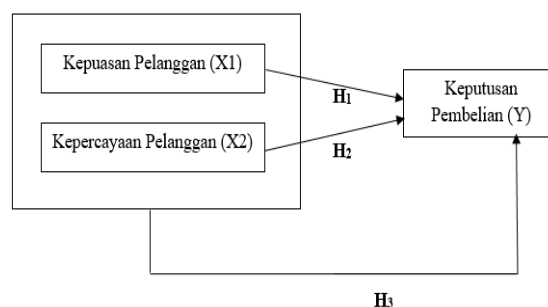 Kepuasan Pelanggan (X1)
H1
Keputusan
Pembelian (Y)
Kepercayaan Pelanggan (X2)
H2
H3